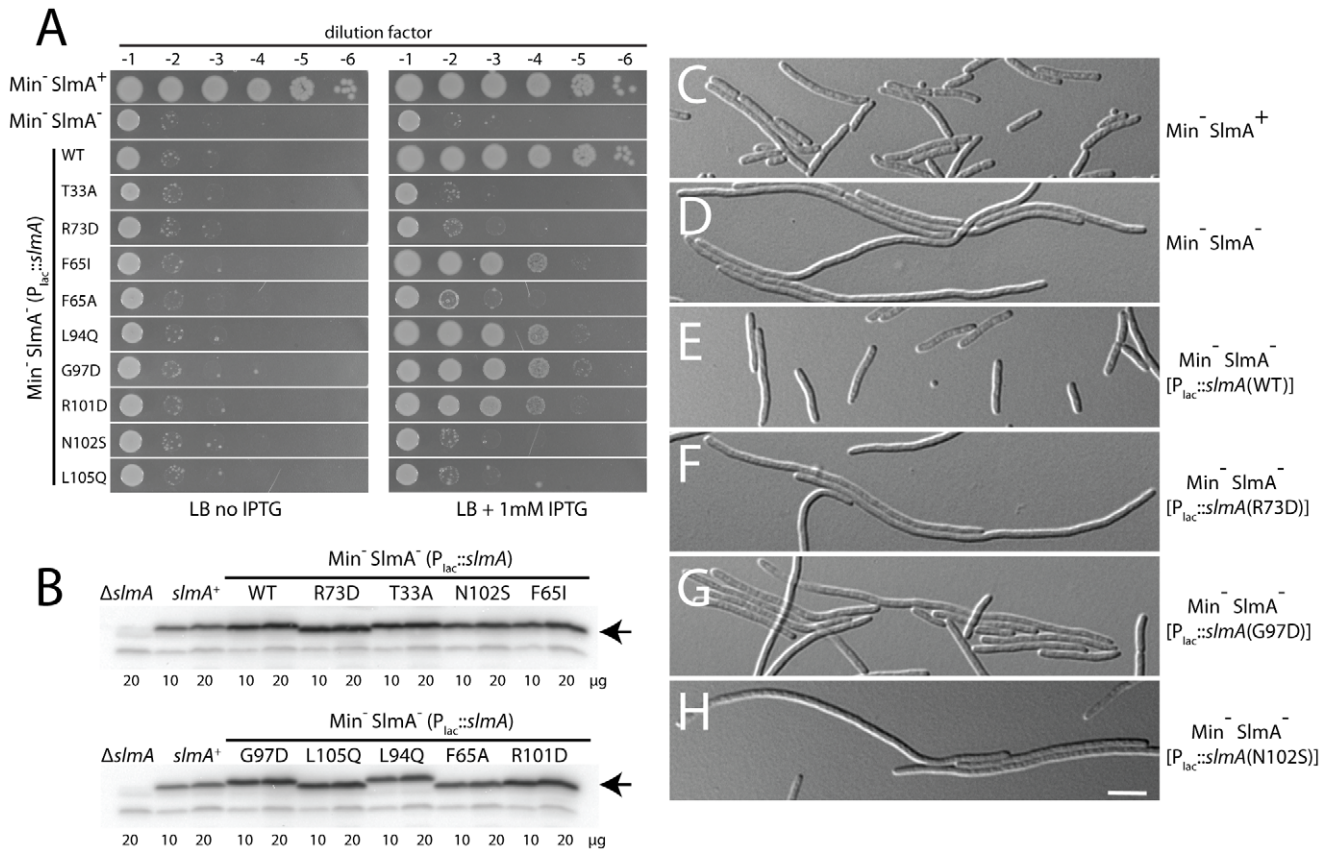 A
dilution factor
-1 -2 -3 -4 -5 -6 -1 -2 -3 -4 -5 -6
Min⁻ SlmA⁺
Min⁻ SlmA⁻
Min⁻ SlmA⁻ (Plac::slmA)
WT
T33A
R73D
F65I
F65A
L94Q
G97D
R101D
N102S
L105Q
LB no IPTG LB + 1mM IPTG
B
Min⁻ SlmA⁻ (Plac::slmA)
ΔslmA slmA⁺ WT R73D T33A N102S F65I
20 10 20 10 20 10 20 10 20 10 20 10 20 µg
Min⁻ SlmA⁻ (Plac::slmA)
ΔslmA slmA⁺ G97D L105Q L94Q F65A R101D
20 10 20 10 20 10 20 10 20 10 20 10 20 µg
C
Min⁻ SlmA⁺
D
Min⁻ SlmA⁻
E
Min⁻ SlmA⁻
[Plac::slmA(WT)]
F
Min⁻ SlmA⁻
[Plac::slmA(R73D)]
G
Min⁻ SlmA⁻
[Plac::slmA(G97D)]
H
Min⁻ SlmA⁻
[Plac::slmA(N102S)]